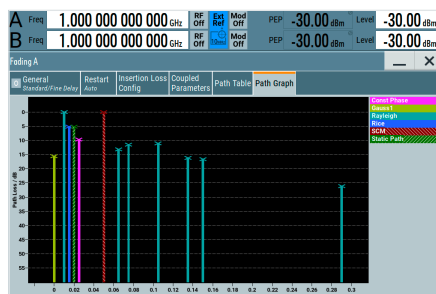 A Freq 1.000 000 000 000 GHz RF Off Ext Ref Mod Off PEP -30.00 dBm Level -30.00 dBm
B Freq 1.000 000 000 000 GHz RF Off Mod Off PEP -30.00 dBm Level -30.00 dBm
Fading A
General Standard/Fine Delay
Restart Auto
Insertion Loss Config
Coupled Parameters
Path Table
Path Graph
Const Phase
Gauss1
Rayleigh
Rice
SCM
Static Path
Path Loss / dB
0
5
10
15
20
25
30
35
40
45
50
55
0 0.02 0.04 0.06 0.08 0.1 0.12 0.14 0.16 0.18 0.2 0.22 0.24 0.26 0.28 0.3